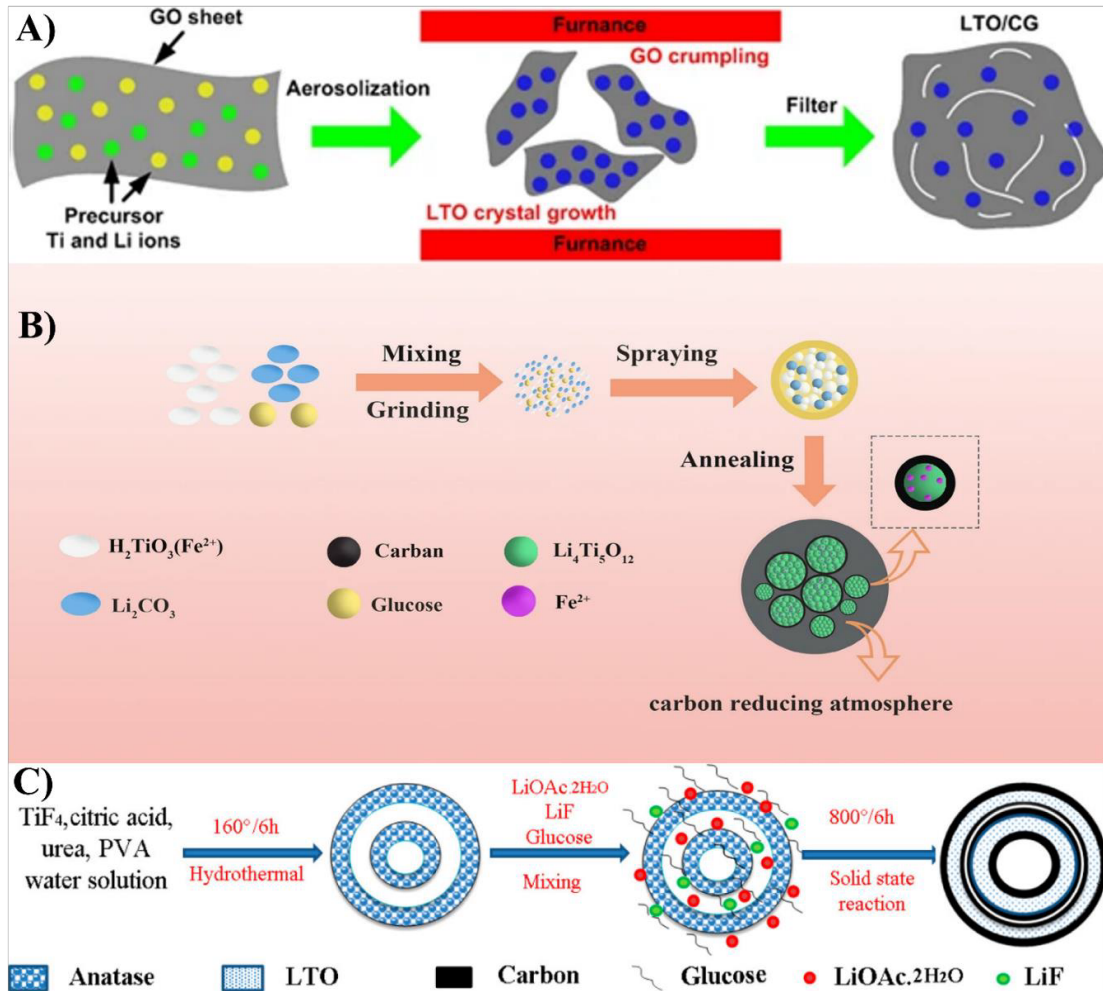 A)
GO sheet
Precursor
Ti and Li ions
Aerosolization
Furnance
GO crumpling
LTO crystal growth
Furnance
Filter
LTO/CG
B)
Mixing
Grinding
Spraying
Annealing
H₂TiO₃(Fe²⁺)
Carban
Li₄Ti₅O₁₂
Li₂CO₃
Glucose
Fe²⁺
carbon reducing atmosphere
C)
TiF₄,citric acid,
urea, PVA
water solution
160°/6h
Hydrothermal
LiOAc.2H₂O
LiF
Glucose
Mixing
800°/6h
Solid state
reaction
Anatase
LTO
Carbon
Glucose
LiOAc.2H₂O
LiF